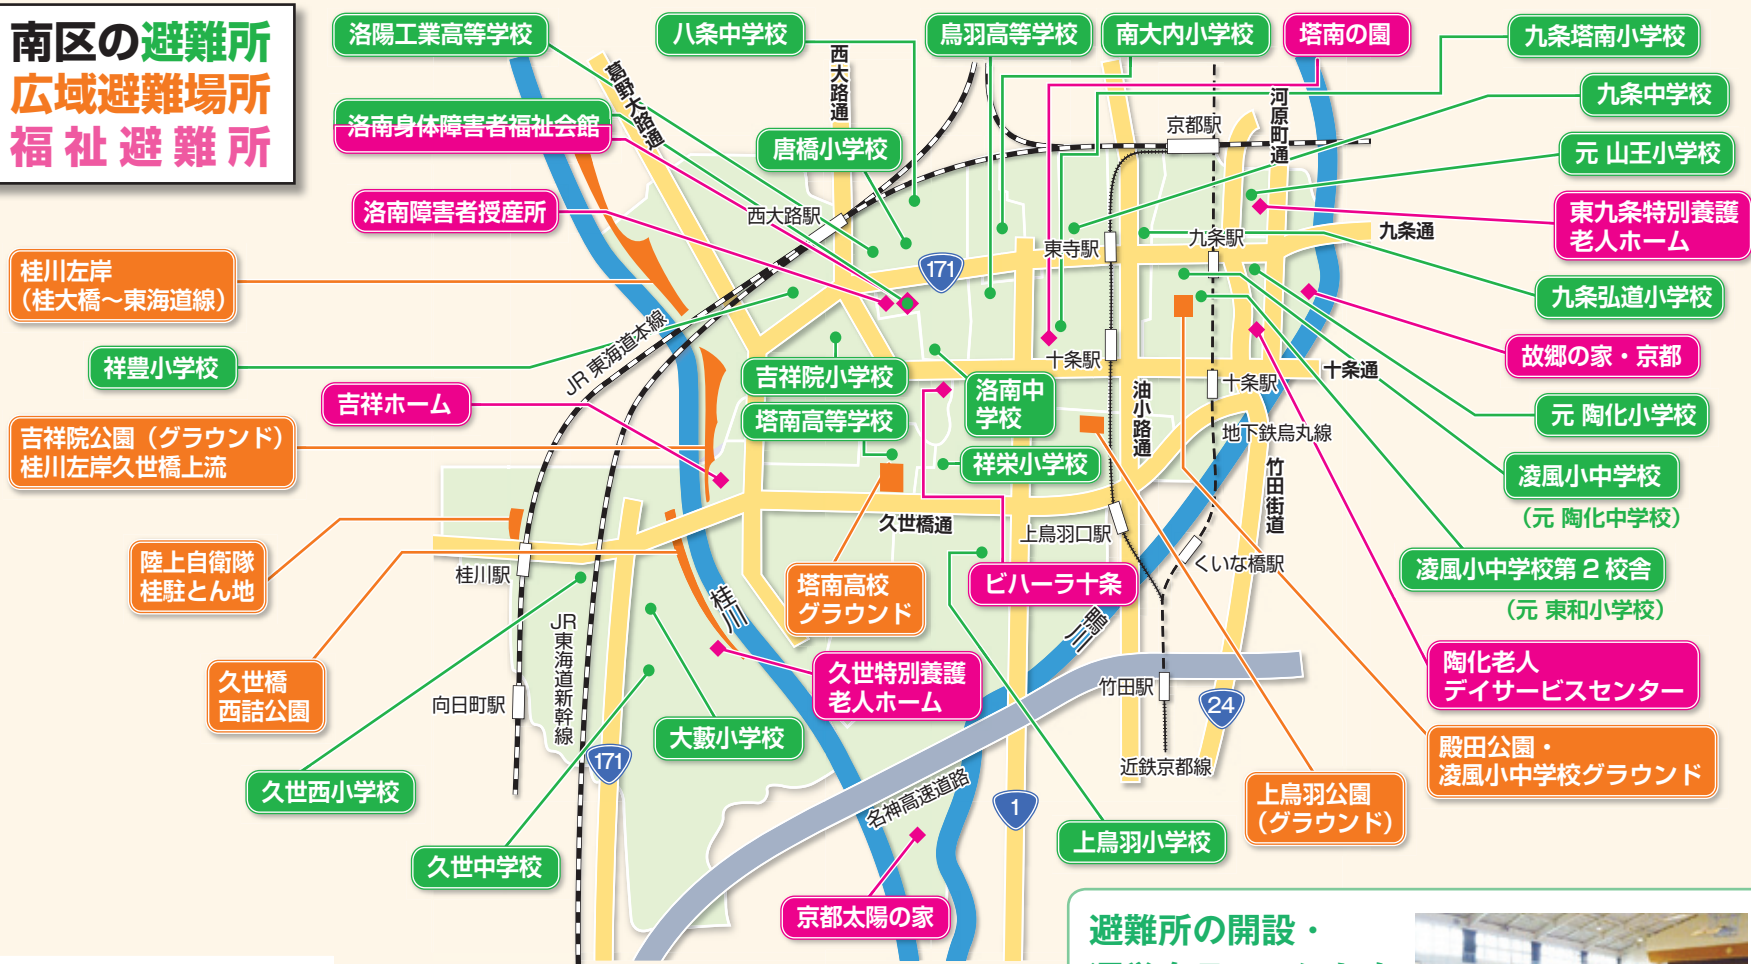 南区の避難所
広域避難場所
福祉避難所
洛陽工業高等学校
八条中学校
鳥羽高等学校
南大内小学校
塔南の園
九条塔南小学校
葛野大路通
西大路通
河原町通
九条中学校
洛南身体障害者福祉会館
唐橋小学校
京都駅
元 山王小学校
洛南障害者授産所
西大路駅
東九条特別養護
老人ホーム
九条通
東寺駅
九条駅
桂川左岸
(桂大橋〜東海道線)
171
九条弘道小学校
JR東海道本線
祥豊小学校
吉祥院小学校
十条駅
故郷の家・京都
十条通
吉祥ホーム
洛南中
学校
油小路通
十条駅
塔南高等学校
元 陶化小学校
吉祥院公園(グラウンド)
桂川左岸久世橋上流
地下鉄烏丸線
祥栄小学校
竹田街道
凌風小中学校
(元 陶化中学校)
久世橋通
上鳥羽口駅
陸上自衛隊
桂駐とん地
桂川駅
くいな橋駅
塔南高校
グラウンド
ビハーラ十条
凌風小中学校第2校舎
(元 東和小学校)
桂川
鴨川
JR東海道新幹線
久世橋
西詰公園
向日町駅
久世特別養護
老人ホーム
竹田駅
陶化老人
デイサービスセンター
24
大藪小学校
171
近鉄京都線
殿田公園・
凌風小中学校グラウンド
久世西小学校
名神高速道路
1
上鳥羽公園
(グラウンド)
上鳥羽小学校
久世中学校
京都太陽の家
避難所の開設・